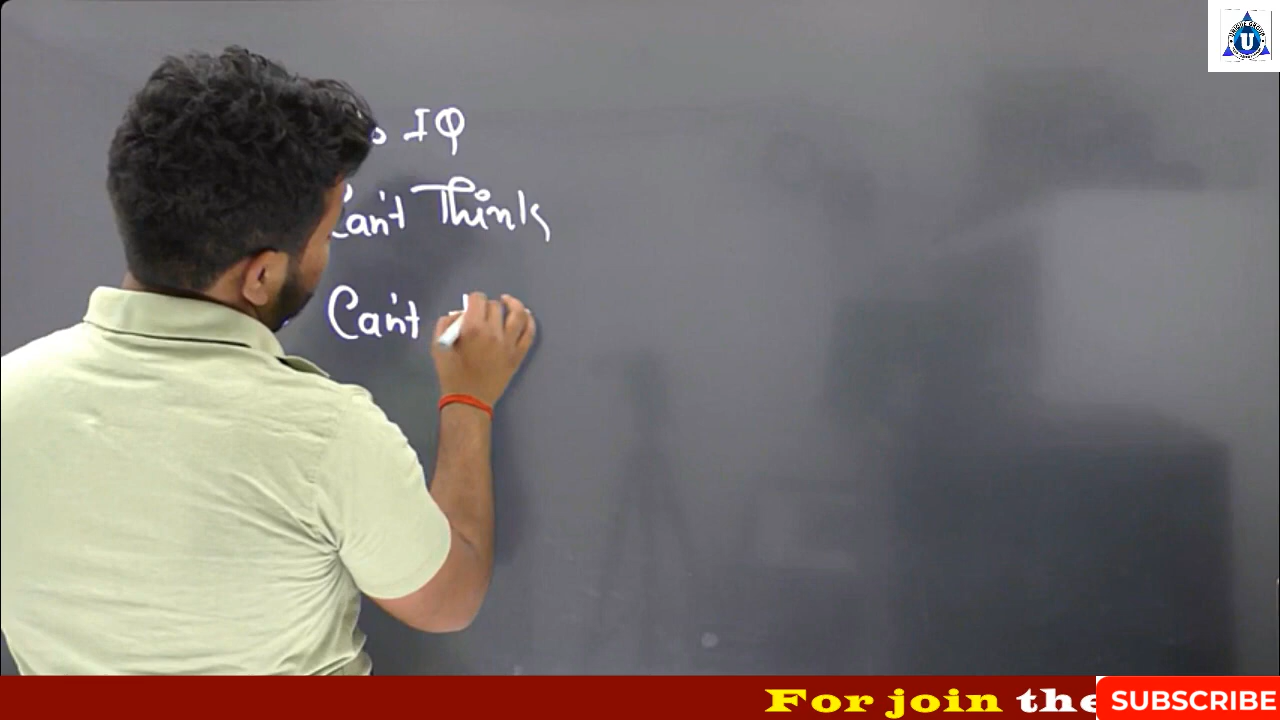 IQ
Can't Think
Can't
U
For join the
SUBSCRIBE